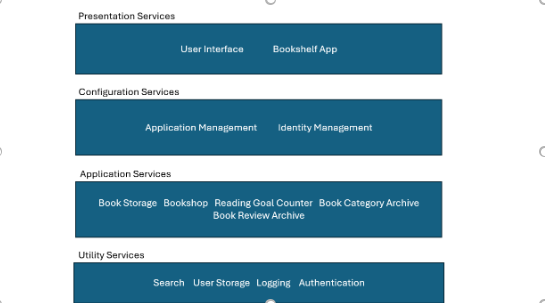 Presentation Services
User Interface Bookshelf App
Configuration Services
Application Management Identity Management
Application Services
Book Storage Bookshop Reading Goal Counter Book Category Archive
Book Review Archive
Utility Services
Search User Storage Logging Authentication